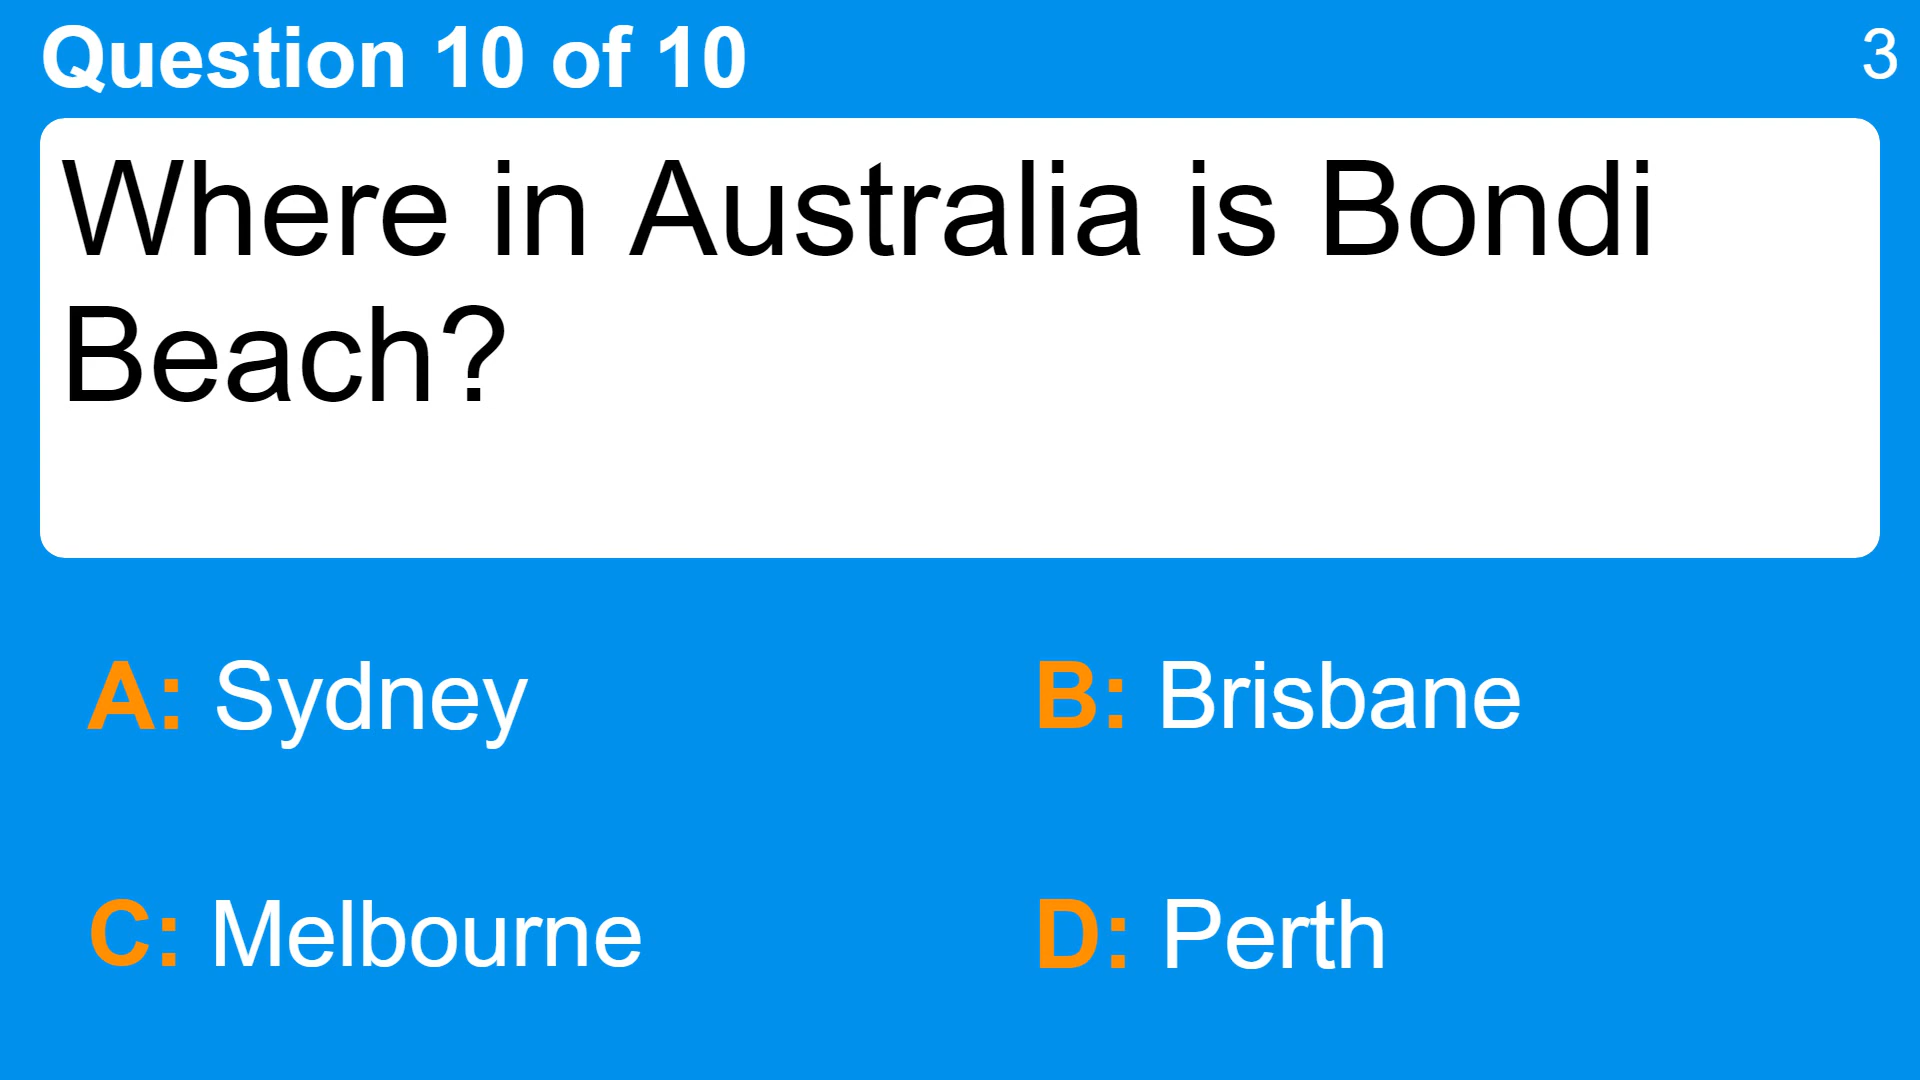 Question 10 of 10
3
Where in Australia is Bondi
Beach?
A: Sydney
B: Brisbane
C: Melbourne
D: Perth